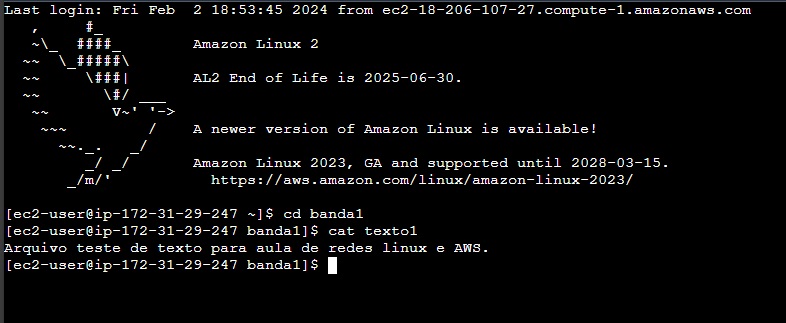 Last login: Fri Feb  2 18:53:45 2024 from ec2-18-206-107-27.compute-1.amazonaws.com
   ,     #_
   ~\_  ####_        Amazon Linux 2
  ~~  \_#####\
  ~~     \###|       AL2 End of Life is 2025-06-30.
  ~~       \#/ ___
   ~~       V~' '->
    ~~~         /    A newer version of Amazon Linux is available!
      ~~._.   _/
         _/ _/       Amazon Linux 2023, GA and supported until 2028-03-15.
       _/m/'           https://aws.amazon.com/linux/amazon-linux-2023/
[ec2-user@ip-172-31-29-247 ~]$ cd banda1
[ec2-user@ip-172-31-29-247 banda1]$ cat texto1
Arquivo teste de texto para aula de redes linux e AWS.
[ec2-user@ip-172-31-29-247 banda1]$